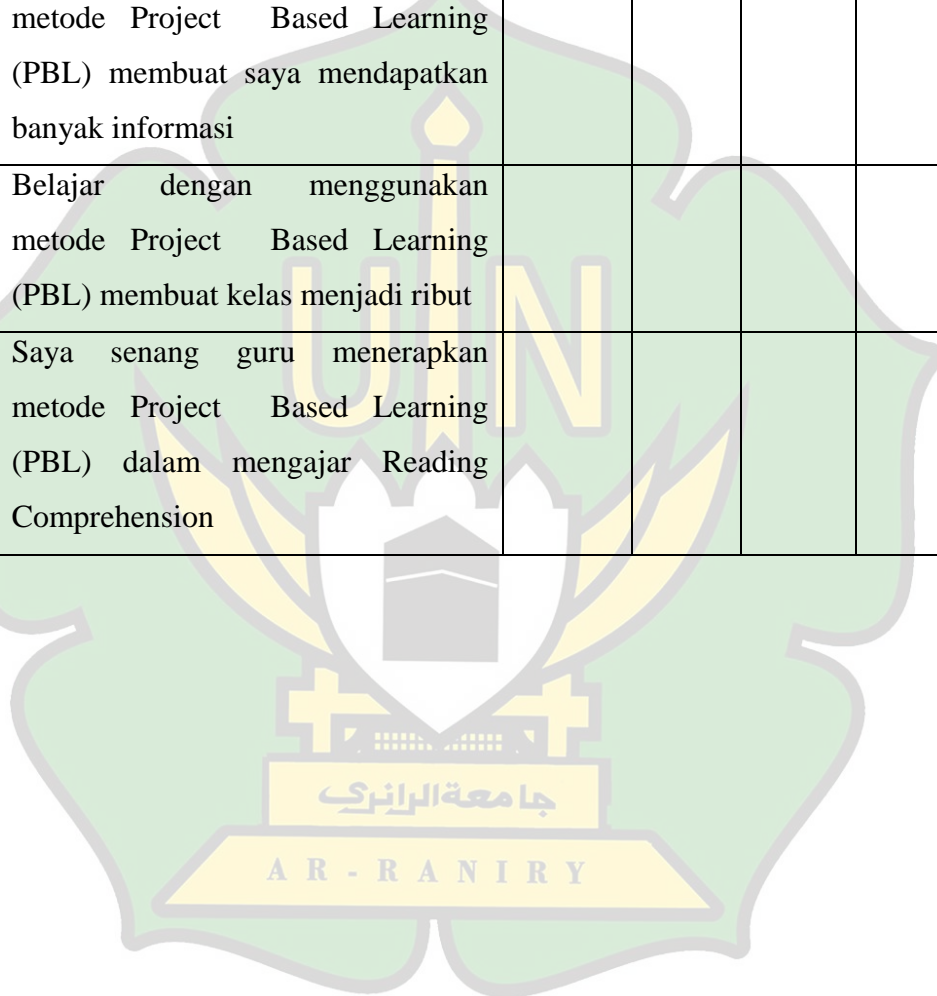 metode Project Based Learning
(PBL) membuat saya mendapatkan
banyak informasi
Belajar dengan menggunakan
metode Project Based Learning
(PBL) membuat kelas menjadi ribut
Saya senang guru menerapkan
metode Project Based Learning
(PBL) dalam mengajar Reading
Comprehension
UIN
جامعةالرانري
AR-RANIRY